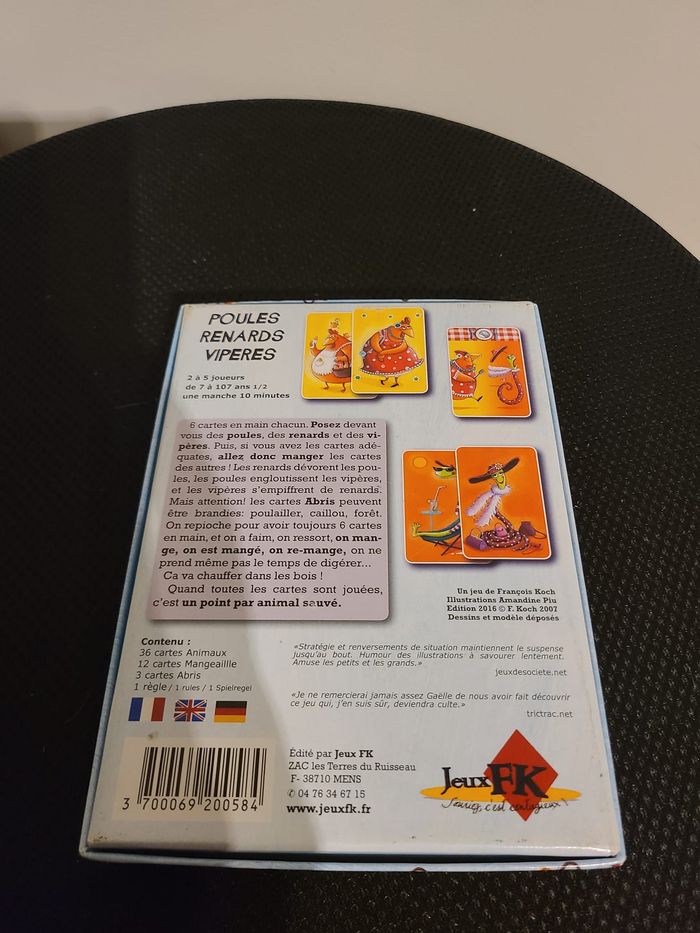 POULES
RENARDS
VIPERES
2 à 5 joueurs
de 7 à 107 ans 1/2
une manche 10 minutes
6 cartes en main chacun. Posez devant
vous des poules, des renards et des vi-
pères. Puis, si vous avez les cartes adé-
quates, allez donc manger les cartes
des autres ! Les renards dévorent les pou-
les, les poules engloutissent les vipères,
et les vipères s'empiffrent de renards.
Mais attention! les cartes Abris peuvent
être brandies: poulailler, caillou, forêt.
On repioche pour avoir toujours 6 cartes
en main, et on a faim, on ressort, on man-
ge, on est mangé, on re-mange, on ne
prend même pas le temps de digérer...
Ca va chauffer dans les bois !
Quand toutes les cartes sont jouées,
c'est un point par animal sauvé.
Un jeu de François Koch
Illustrations Amandine Piu
Edition 2016 © F. Koch 2007
Dessins et modèle déposés
Contenu :
36 cartes Animaux
12 cartes Mangeaillle
3 cartes Abris
1 règle / 1 rules / 1 Spielregel
«Stratégie et renversements de situation maintiennent le suspense
jusqu'au bout. Humour des illustrations à savourer lentement.
Amuse les petits et les grands.»
jeuxdesociete.net
«Je ne remercierai jamais assez Gaëlle de nous avoir fait découvrir
ce jeu qui, j'en suis sûr, deviendra culte.»
trictrac.net
3 700069 200584
Édité par Jeux FK
ZAC les Terres du Ruisseau
F- 38710 MENS
✆ 04 76 34 67 15
www.jeuxfk.fr
Jeux FK
Souriez, c'est contagieux !